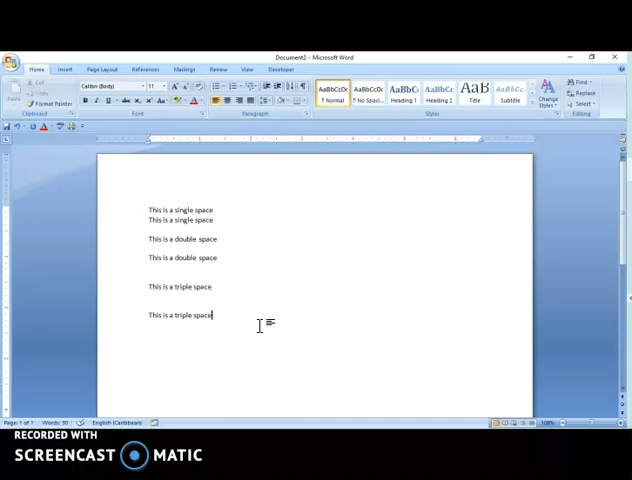 Document2 - Microsoft Word
Home Insert Page Layout References Mailings Review View Developer
Cut
Copy
Paste Format Painter
Calibri (Body) 11
AaBbCcDc AaBbCcDc AaBbC AaBbCc AaB AaBbCc.
¶ Normal ¶ No Spaci... Heading 1 Heading 2 Title Subtitle
Change Styles
Find
Replace
Select
Clipboard Font Paragraph Styles Editing
This is a single space
This is a single space
This is a double space
This is a double space
This is a triple space
This is a triple space
Page: 1 of 1 Words: 30 English (Caribbean) 108%
RECORDED WITH
SCREENCAST MATIC